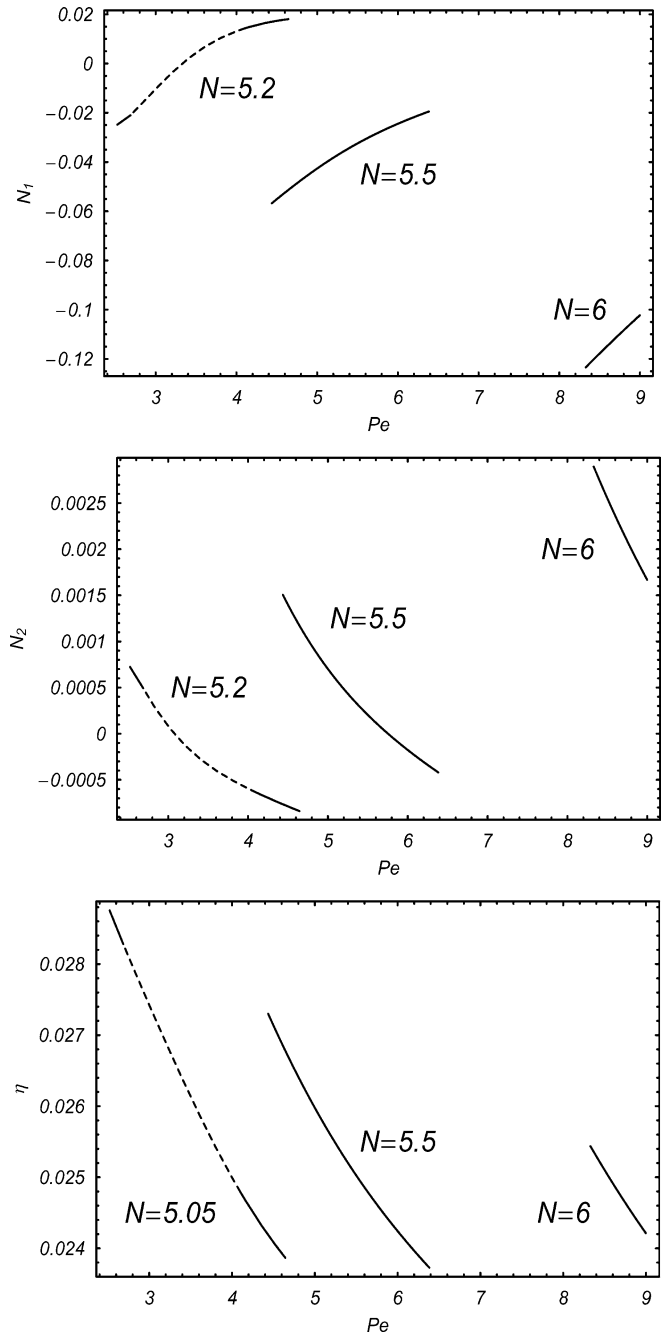 0.02
0
N=5.2
−0.02
−0.04
N=5.5
N1
−0.06
−0.08
−0.1
N=6
−0.12
3 4 5 6 7 8 9
Pe
0.0025
0.002
N=6
0.0015
N=5.5
0.001
N2
0.0005
N=5.2
0
−0.0005
3 4 5 6 7 8 9
Pe
0.028
0.027
η
0.026
N=5.5
0.025
N=5.05
N=6
0.024
3 4 5 6 7 8 9
Pe